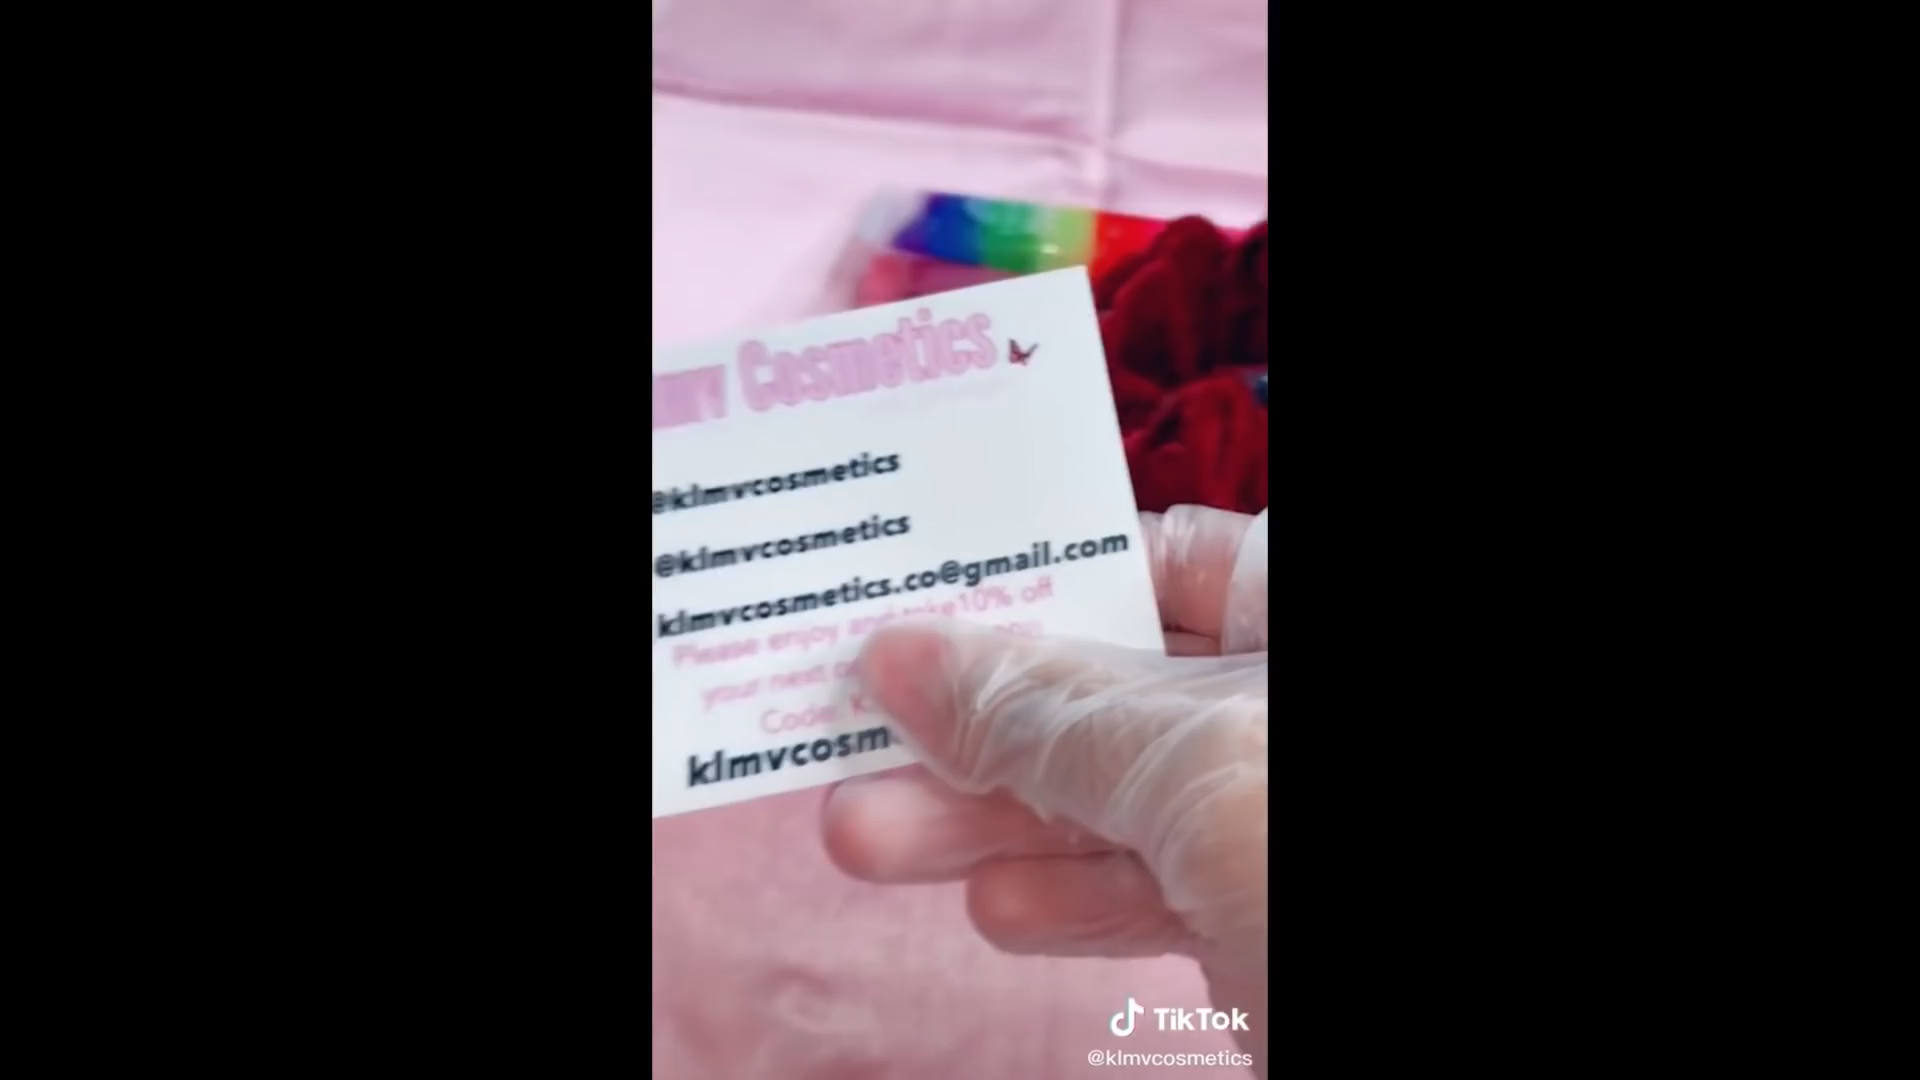 Cosmetics
@klmvcosmetics
@klmvcosmetics
klmvcosmetics.co@gmail.com
Please enjoy and take 10% off
your next
Code:
klmvcosm
TikTok
@klmvcosmetics